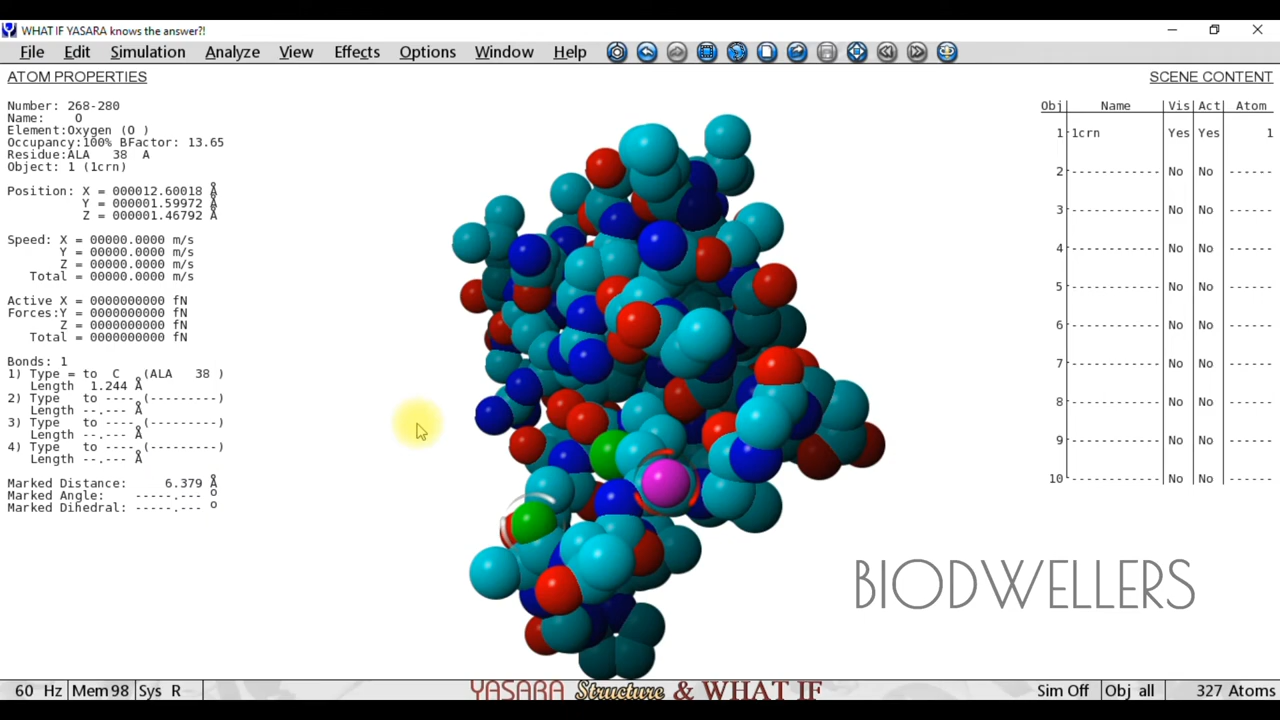 WHAT IF YASARA knows the answer?!
File Edit Simulation Analyze View Effects Options Window Help
ATOM PROPERTIES
Number: 268-280
Name: O
Element:Oxygen (O )
Occupancy:100% BFactor: 13.65
Residue:ALA 38 A
Object: 1 (1crn)
Position: X = 000012.60018 Å
Y = 000001.59972 Å
Z = 000001.46792 Å
Speed: X = 00000.0000 m/s
Y = 00000.0000 m/s
Z = 00000.0000 m/s
Total = 00000.0000 m/s
Active X = 0000000000 fN
Forces:Y = 0000000000 fN
Z = 0000000000 fN
Total = 0000000000 fN
Bonds: 1
1) Type = to C (ALA 38 )
Length 1.244 Å
2) Type to ----(---------)
Length --.--- Å
3) Type to ----(---------)
Length --.--- Å
4) Type to ----(---------)
Length --.--- Å
Marked Distance: 6.379 Å
Marked Angle: -----.--- °
Marked Dihedral: -----.--- °
SCENE CONTENT
Obj Name Vis Act Atom
1 1crn Yes Yes 1
2 ----------- No No -----
3 ----------- No No -----
4 ----------- No No -----
5 ----------- No No -----
6 ----------- No No -----
7 ----------- No No -----
8 ----------- No No -----
9 ----------- No No -----
10 ----------- No No -----
BIODWELLERS
60 Hz Mem98 Sys R YASARA Structure & WHAT IF Sim Off Obj all 327 Atoms